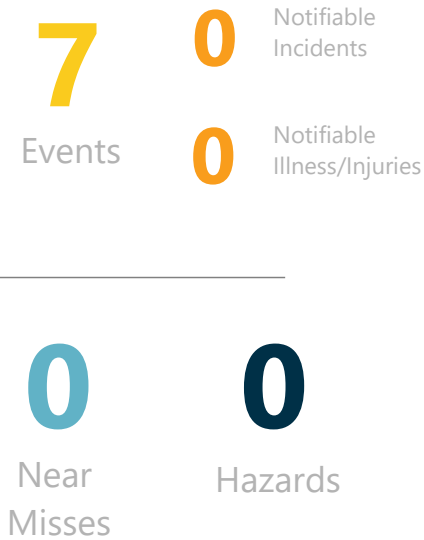 7
Events
0
Notifiable
Incidents
0
Notifiable
Illness/Injuries
0
Near
Misses
0
Hazards